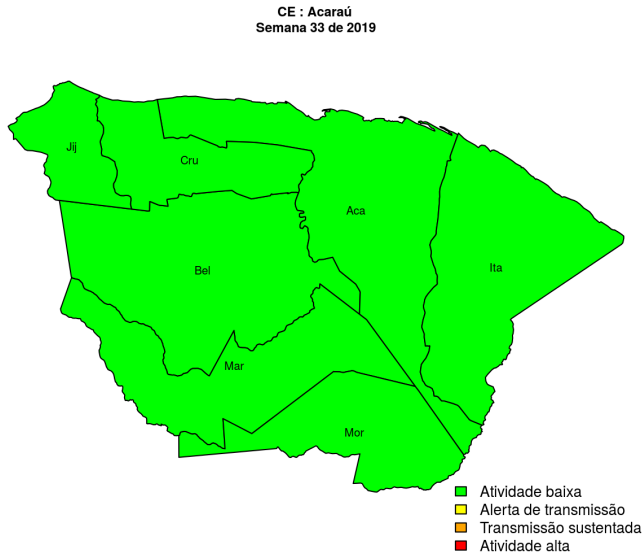 CE : Acaraú
Semana 33 de 2019
Jij
Cru
Aca
Bel
Ita
Mar
Mor
Atividade baixa
Alerta de transmissão
Transmissão sustentada
Atividade alta